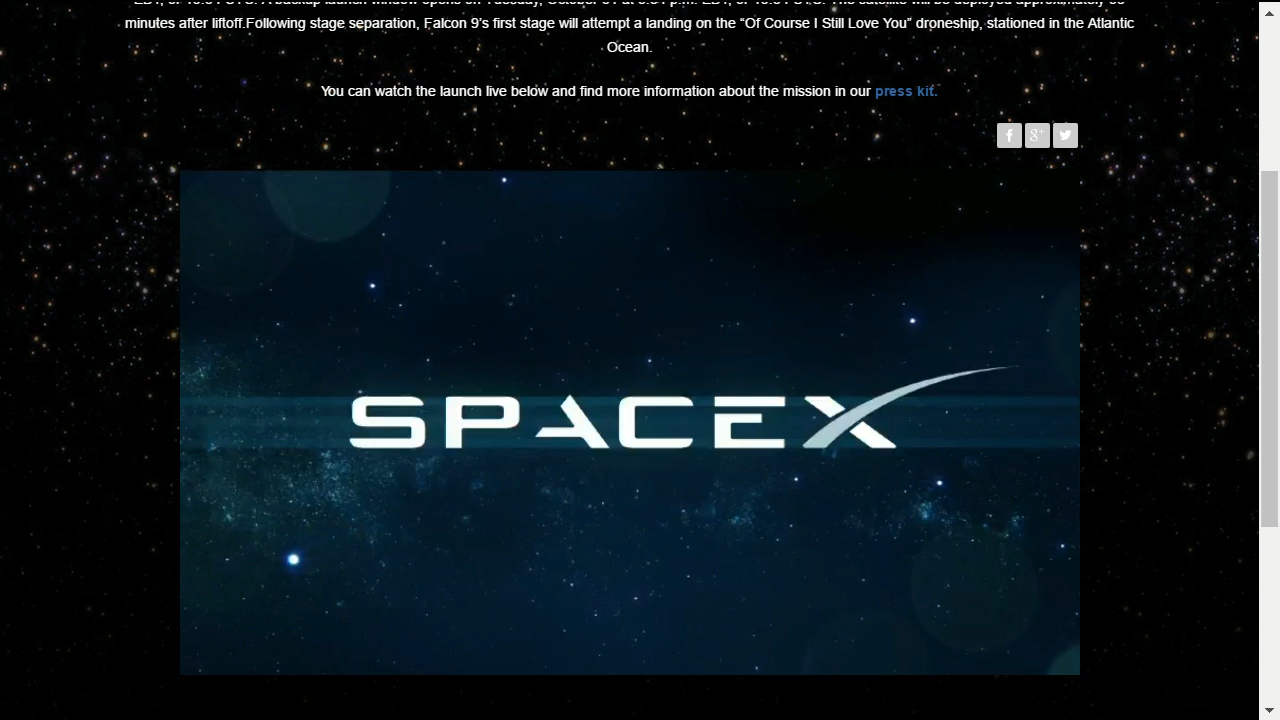 minutes after liftoff.Following stage separation, Falcon 9’s first stage will attempt a landing on the “Of Course I Still Love You” droneship, stationed in the Atlantic
Ocean.
You can watch the launch live below and find more information about the mission in our press kit.
f g+
SPACEX